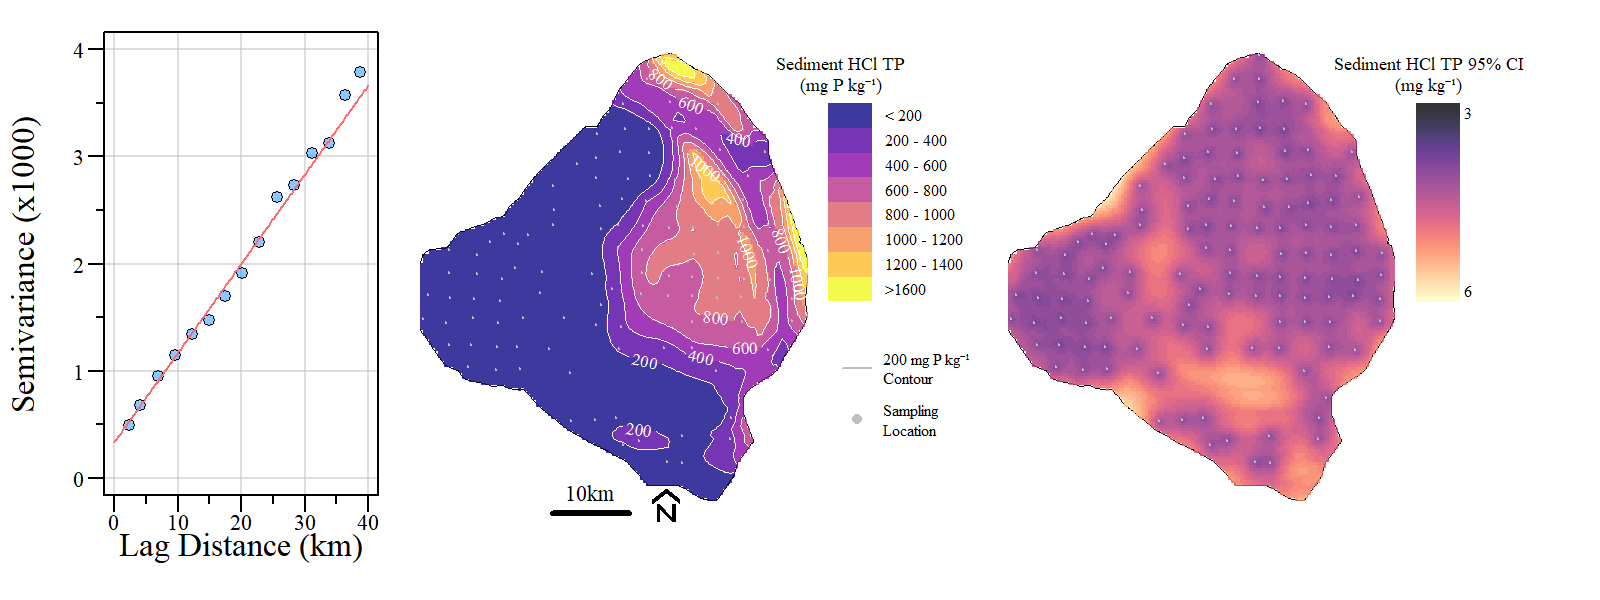 Semivariance (x1000)
4
3
2
1
0
0 10 20 30 40
Lag Distance (km)
800
600
400
1000
1000
800
1000
800
600
400
200
200
10km
N
Sediment HCl TP
(mg P kg⁻¹)
< 200
200 - 400
400 - 600
600 - 800
800 - 1000
1000 - 1200
1200 - 1400
>1600
200 mg P kg⁻¹
Contour
Sampling
Location
Sediment HCl TP 95% CI
(mg kg⁻¹)
3
6